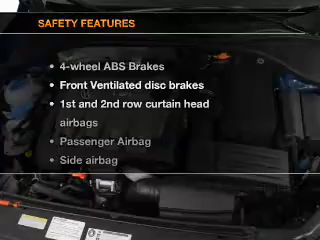 SAFETY FEATURES
• 4-wheel ABS Brakes
• Front Ventilated disc brakes
• 1st and 2nd row curtain head
airbags
• Passenger Airbag
• Side airbag